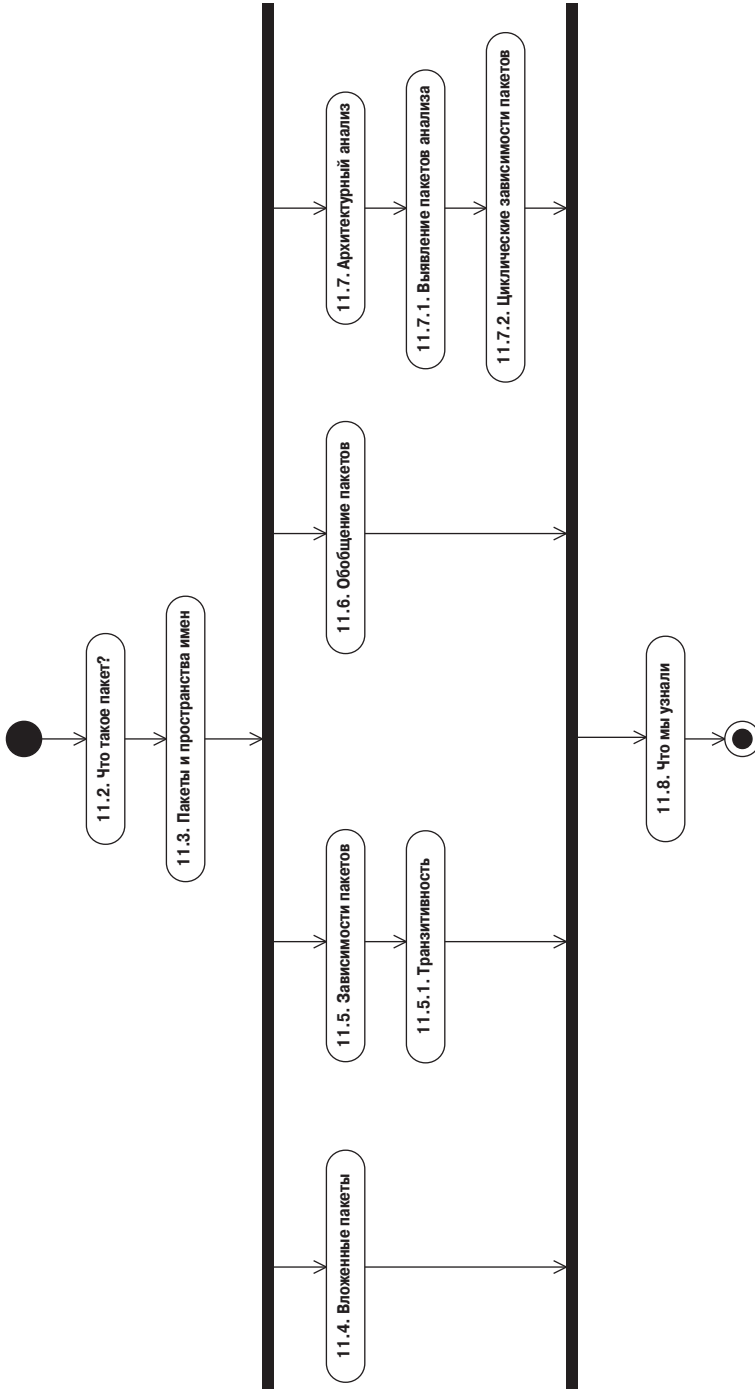 11.2. Что такое пакет?
11.3. Пакеты и пространства имен
11.4. Вложенные пакеты
11.5. Зависимости пакетов
11.5.1. Транзитивность
11.6. Обобщение пакетов
11.7. Архитектурный анализ
11.7.1. Выявление пакетов анализа
11.7.2. Циклические зависимости пакетов
11.8. Что мы узнали